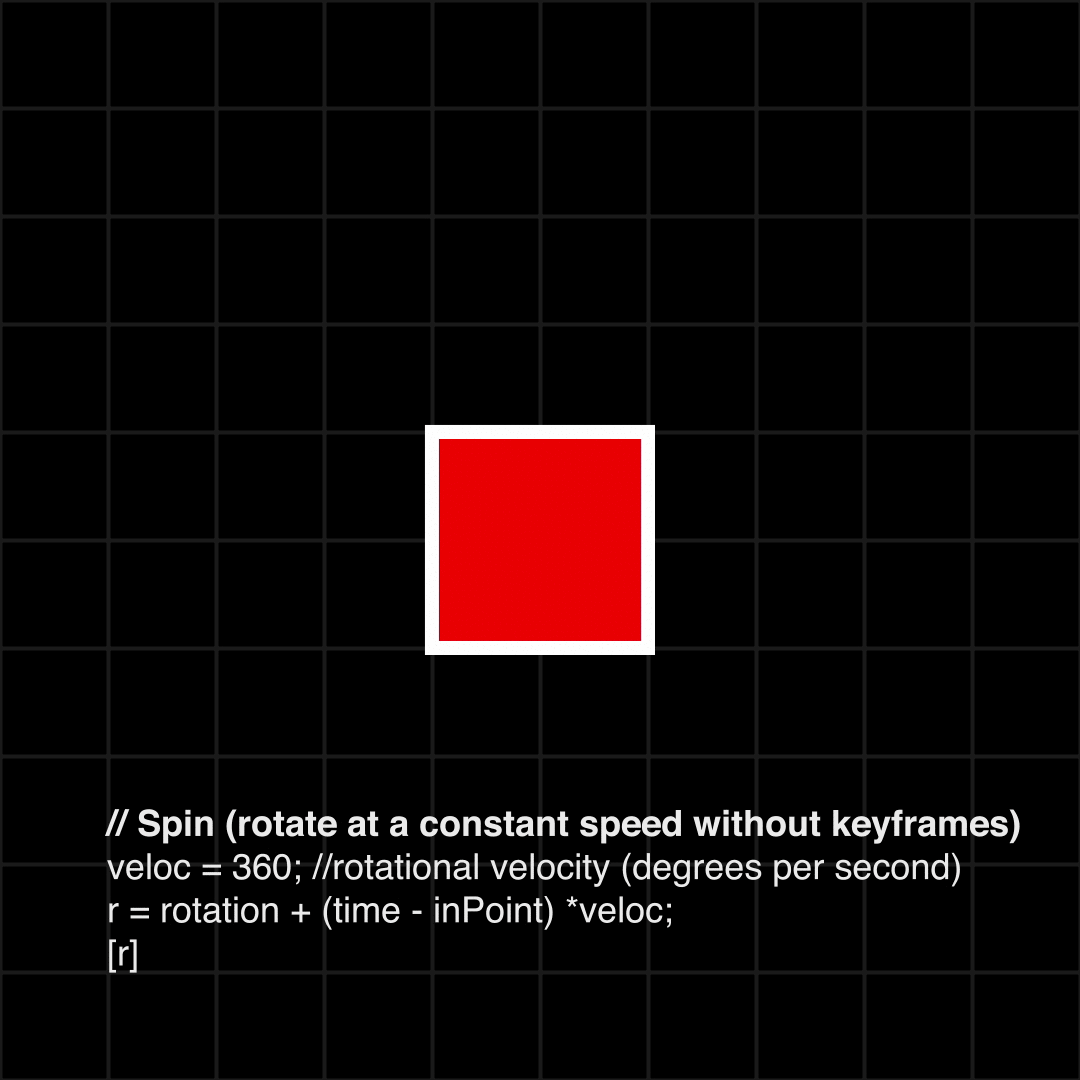 // Spin (rotate at a constant speed without keyframes)
veloc = 360; //rotational velocity (degrees per second)
r = rotation + (time - inPoint) *veloc;
[r]